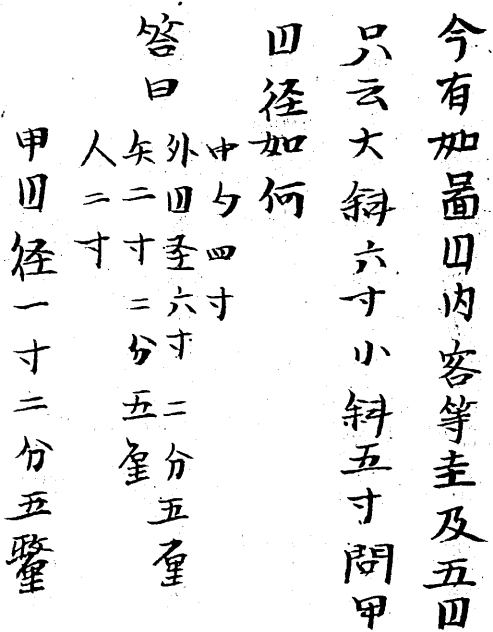 今有如啚円内容等圭及五円
只云大斜六寸小斜五寸問甲
円径如何
答曰
中勾四寸
外円圣六寸二分五厘
矢二寸二分五厘
人二寸
甲円径一寸二分五釐